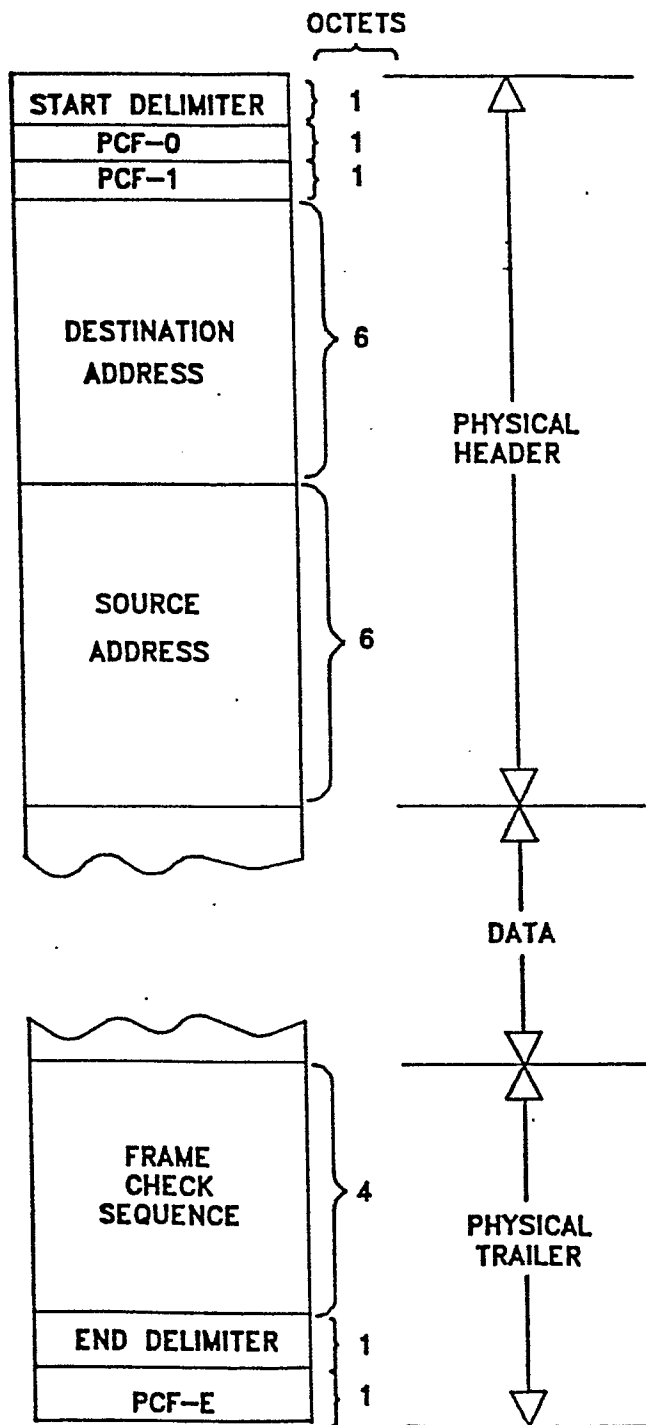 OCTETS
START DELIMITER 1
PCF-0 1
PCF-1 1
DESTINATION
ADDRESS
6
PHYSICAL
HEADER
SOURCE
ADDRESS
6
DATA
FRAME
CHECK
SEQUENCE
4
PHYSICAL
TRAILER
END DELIMITER 1
PCF-E 1